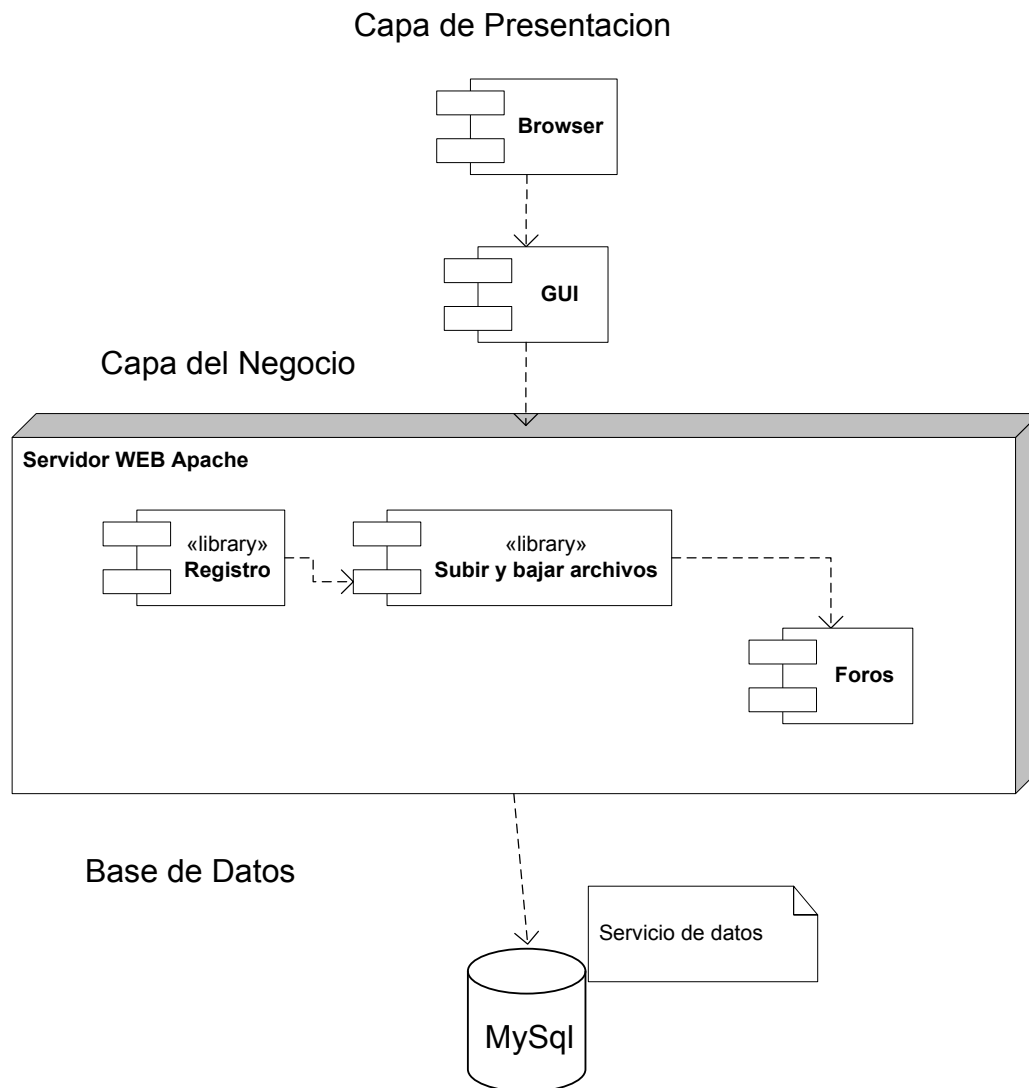 Capa de Presentacion
Browser
GUI
Capa del Negocio
Servidor WEB Apache
«library»
Registro
«library»
Subir y bajar archivos
Foros
Base de Datos
Servicio de datos
MySql